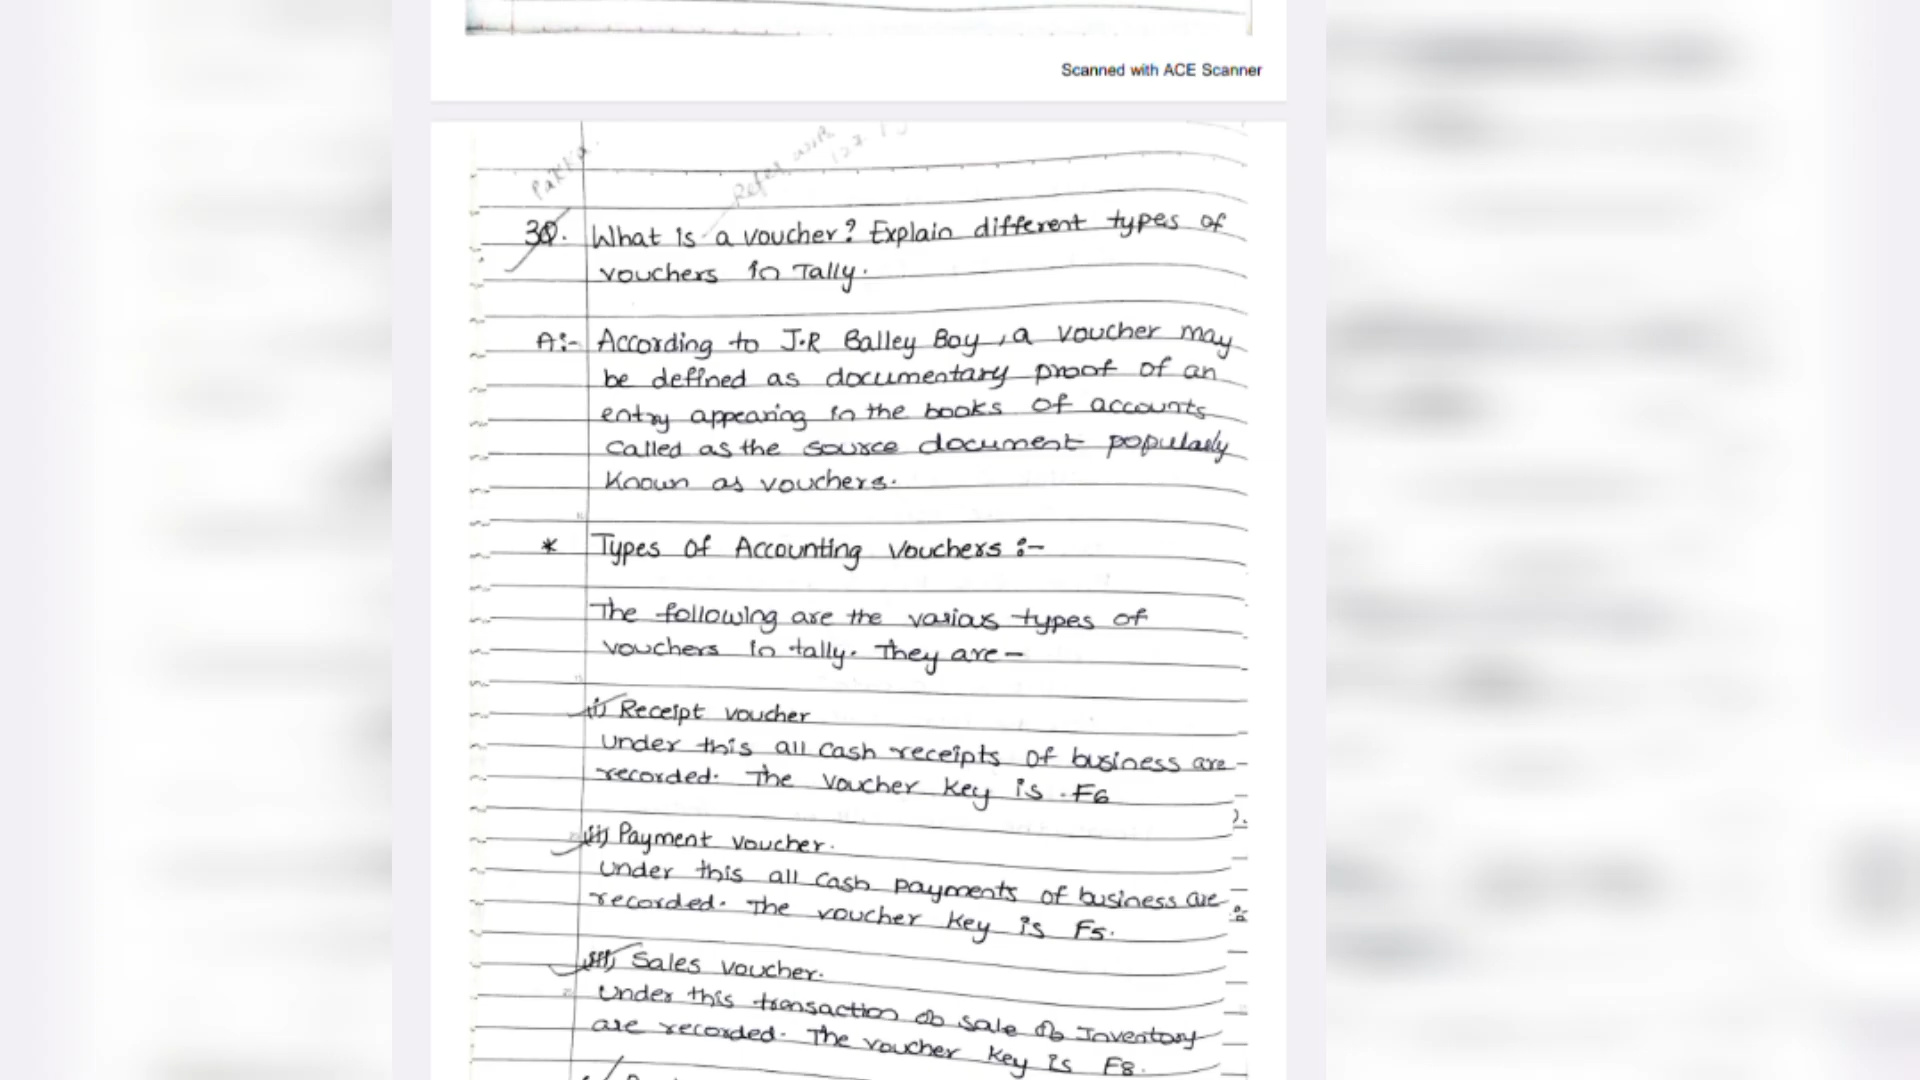 Scanned with ACE Scanner
Pakka.
Refer work
30. What is a voucher? Explain different types of
vouchers in Tally.
A:- According to J.R Balley Boy, a voucher may
be defined as documentary proof of an
entry appearing in the books of accounts
called as the source document popularly
known as vouchers.
* Types of Accounting vouchers :-
The following are the various types of
vouchers in tally. They are -
i) Receipt voucher
Under this all cash receipts of business are
recorded. The voucher key is .F6
ii) Payment voucher.
Under this all cash payments of business are
recorded. The voucher key is F5.
iii) Sales voucher.
Under this transaction of sale of Inventory
are recorded. The voucher key is F8.